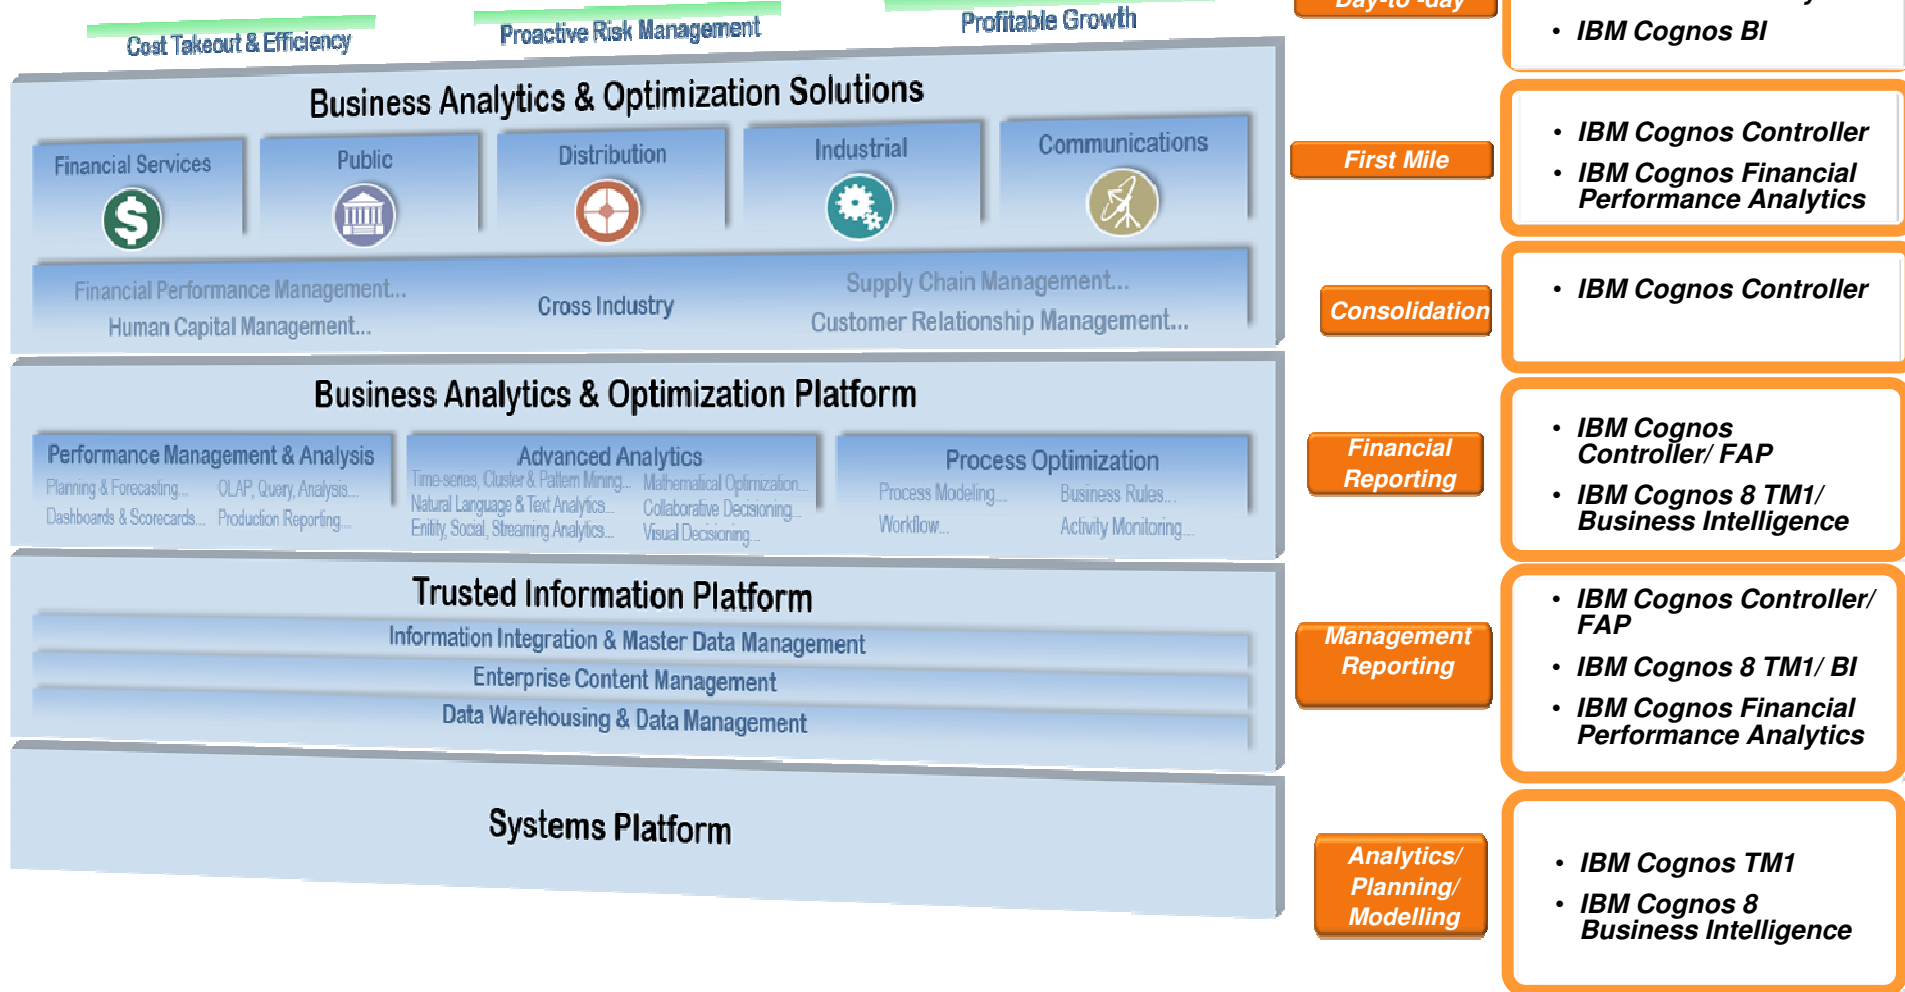 Cost Takeout & Efficiency
Proactive Risk Management
Profitable Growth
Business Analytics & Optimization Solutions
Financial Services
Public
Distribution
Industrial
Communications
Financial Performance Management...
Human Capital Management...
Cross Industry
Supply Chain Management...
Customer Relationship Management...
Business Analytics & Optimization Platform
Performance Management & Analysis
Planning & Forecasting...
OLAP, Query, Analysis...
Dashboards & Scorecards...
Production Reporting...
Advanced Analytics
Time-series, Cluster & Pattern Mining...
Mathematical Optimization...
Natural Language & Text Analytics...
Collaborative Decisioning...
Entity, Social, Streaming Analytics...
Visual Decisioning...
Process Optimization
Process Modeling...
Business Rules...
Workflow...
Activity Monitoring...
Trusted Information Platform
Information Integration & Master Data Management
Enterprise Content Management
Data Warehousing & Data Management
Systems Platform
Day-to -day
• IBM Cognos BI
First Mile
• IBM Cognos Controller
• IBM Cognos Financial
Performance Analytics
Consolidation
• IBM Cognos Controller
Financial
Reporting
• IBM Cognos
Controller/ FAP
• IBM Cognos 8 TM1/
Business Intelligence
Management
Reporting
• IBM Cognos Controller/
FAP
• IBM Cognos 8 TM1/ BI
• IBM Cognos Financial
Performance Analytics
Analytics/
Planning/
Modelling
• IBM Cognos TM1
• IBM Cognos 8
Business Intelligence